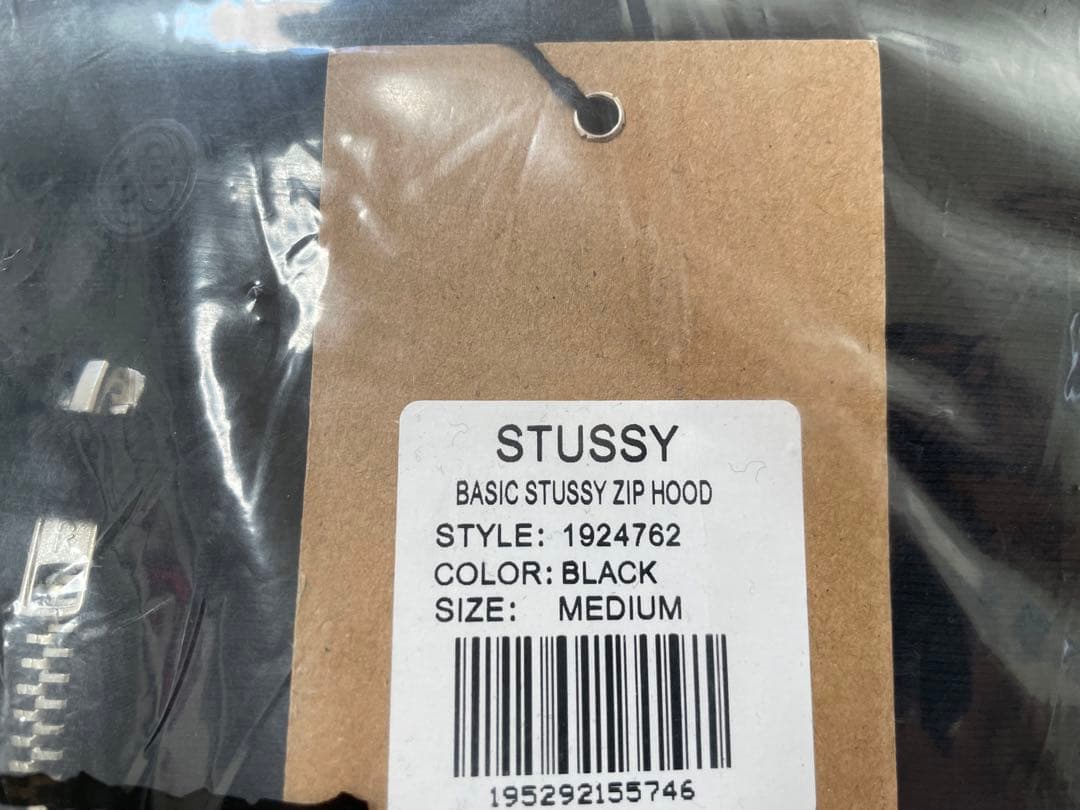 STUSSY
BASIC STUSSY ZIP HOOD
STYLE: 1924762
COLOR: BLACK
SIZE: MEDIUM
195292155746